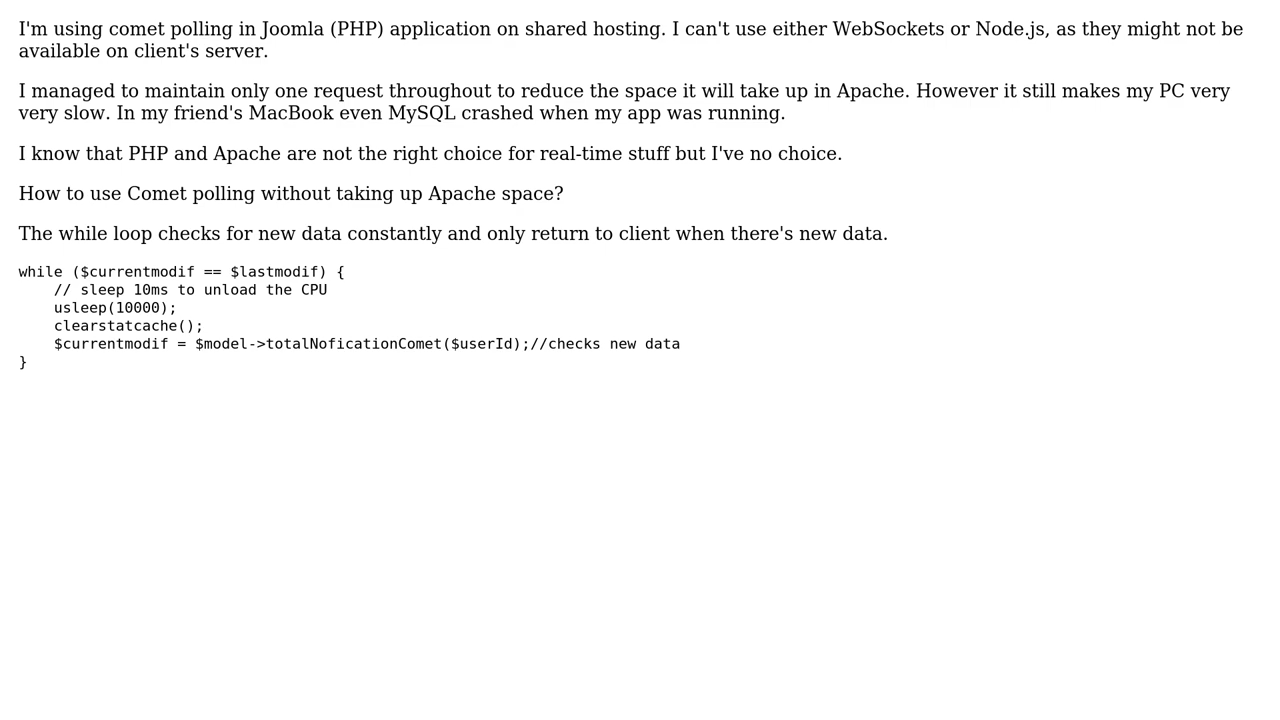 I'm using comet polling in Joomla (PHP) application on shared hosting. I can't use either WebSockets or Node.js, as they might not be
available on client's server.
I managed to maintain only one request throughout to reduce the space it will take up in Apache. However it still makes my PC very
very slow. In my friend's MacBook even MySQL crashed when my app was running.
I know that PHP and Apache are not the right choice for real-time stuff but I've no choice.
How to use Comet polling without taking up Apache space?
The while loop checks for new data constantly and only return to client when there's new data.
while ($currentmodif == $lastmodif) {
    // sleep 10ms to unload the CPU
    usleep(10000);
    clearstatcache();
    $currentmodif = $model->totalNoficationComet($userId);//checks new data
}